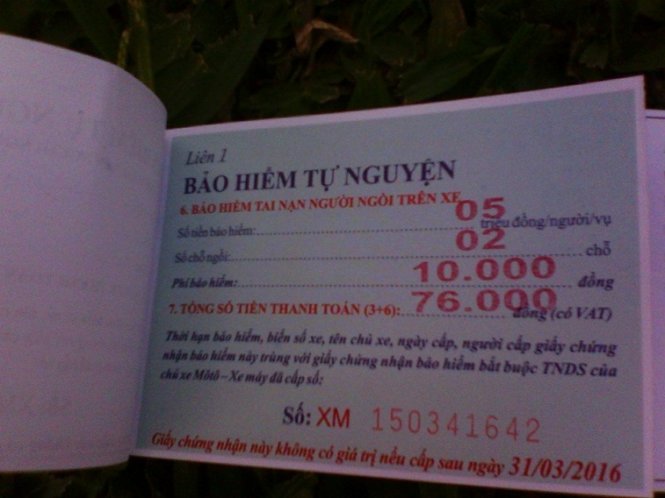 Liên 1
BẢO HIỂM TỰ NGUYỆN
6. BẢO HIỂM TAI NẠN NGƯỜI NGỒI TRÊN XE
Số tiền bảo hiểm: 05 triệu đồng/người/vụ
Số chỗ ngồi: 02 chỗ
Phí bảo hiểm: 10.000 đồng
7. TỔNG SỐ TIỀN THANH TOÁN (3+6): 76.000 đồng (có VAT)
Thời hạn bảo hiểm, biển số xe, tên chủ xe, ngày cấp, người cấp giấy chứng
nhận bảo hiểm này trùng với giấy chứng nhận bảo hiểm bắt buộc TNDS của
chủ xe Môtô - Xe máy đã cấp số:
Số: XM 150341642
Giấy chứng nhận này không có giá trị nếu cấp sau ngày 31/03/2016